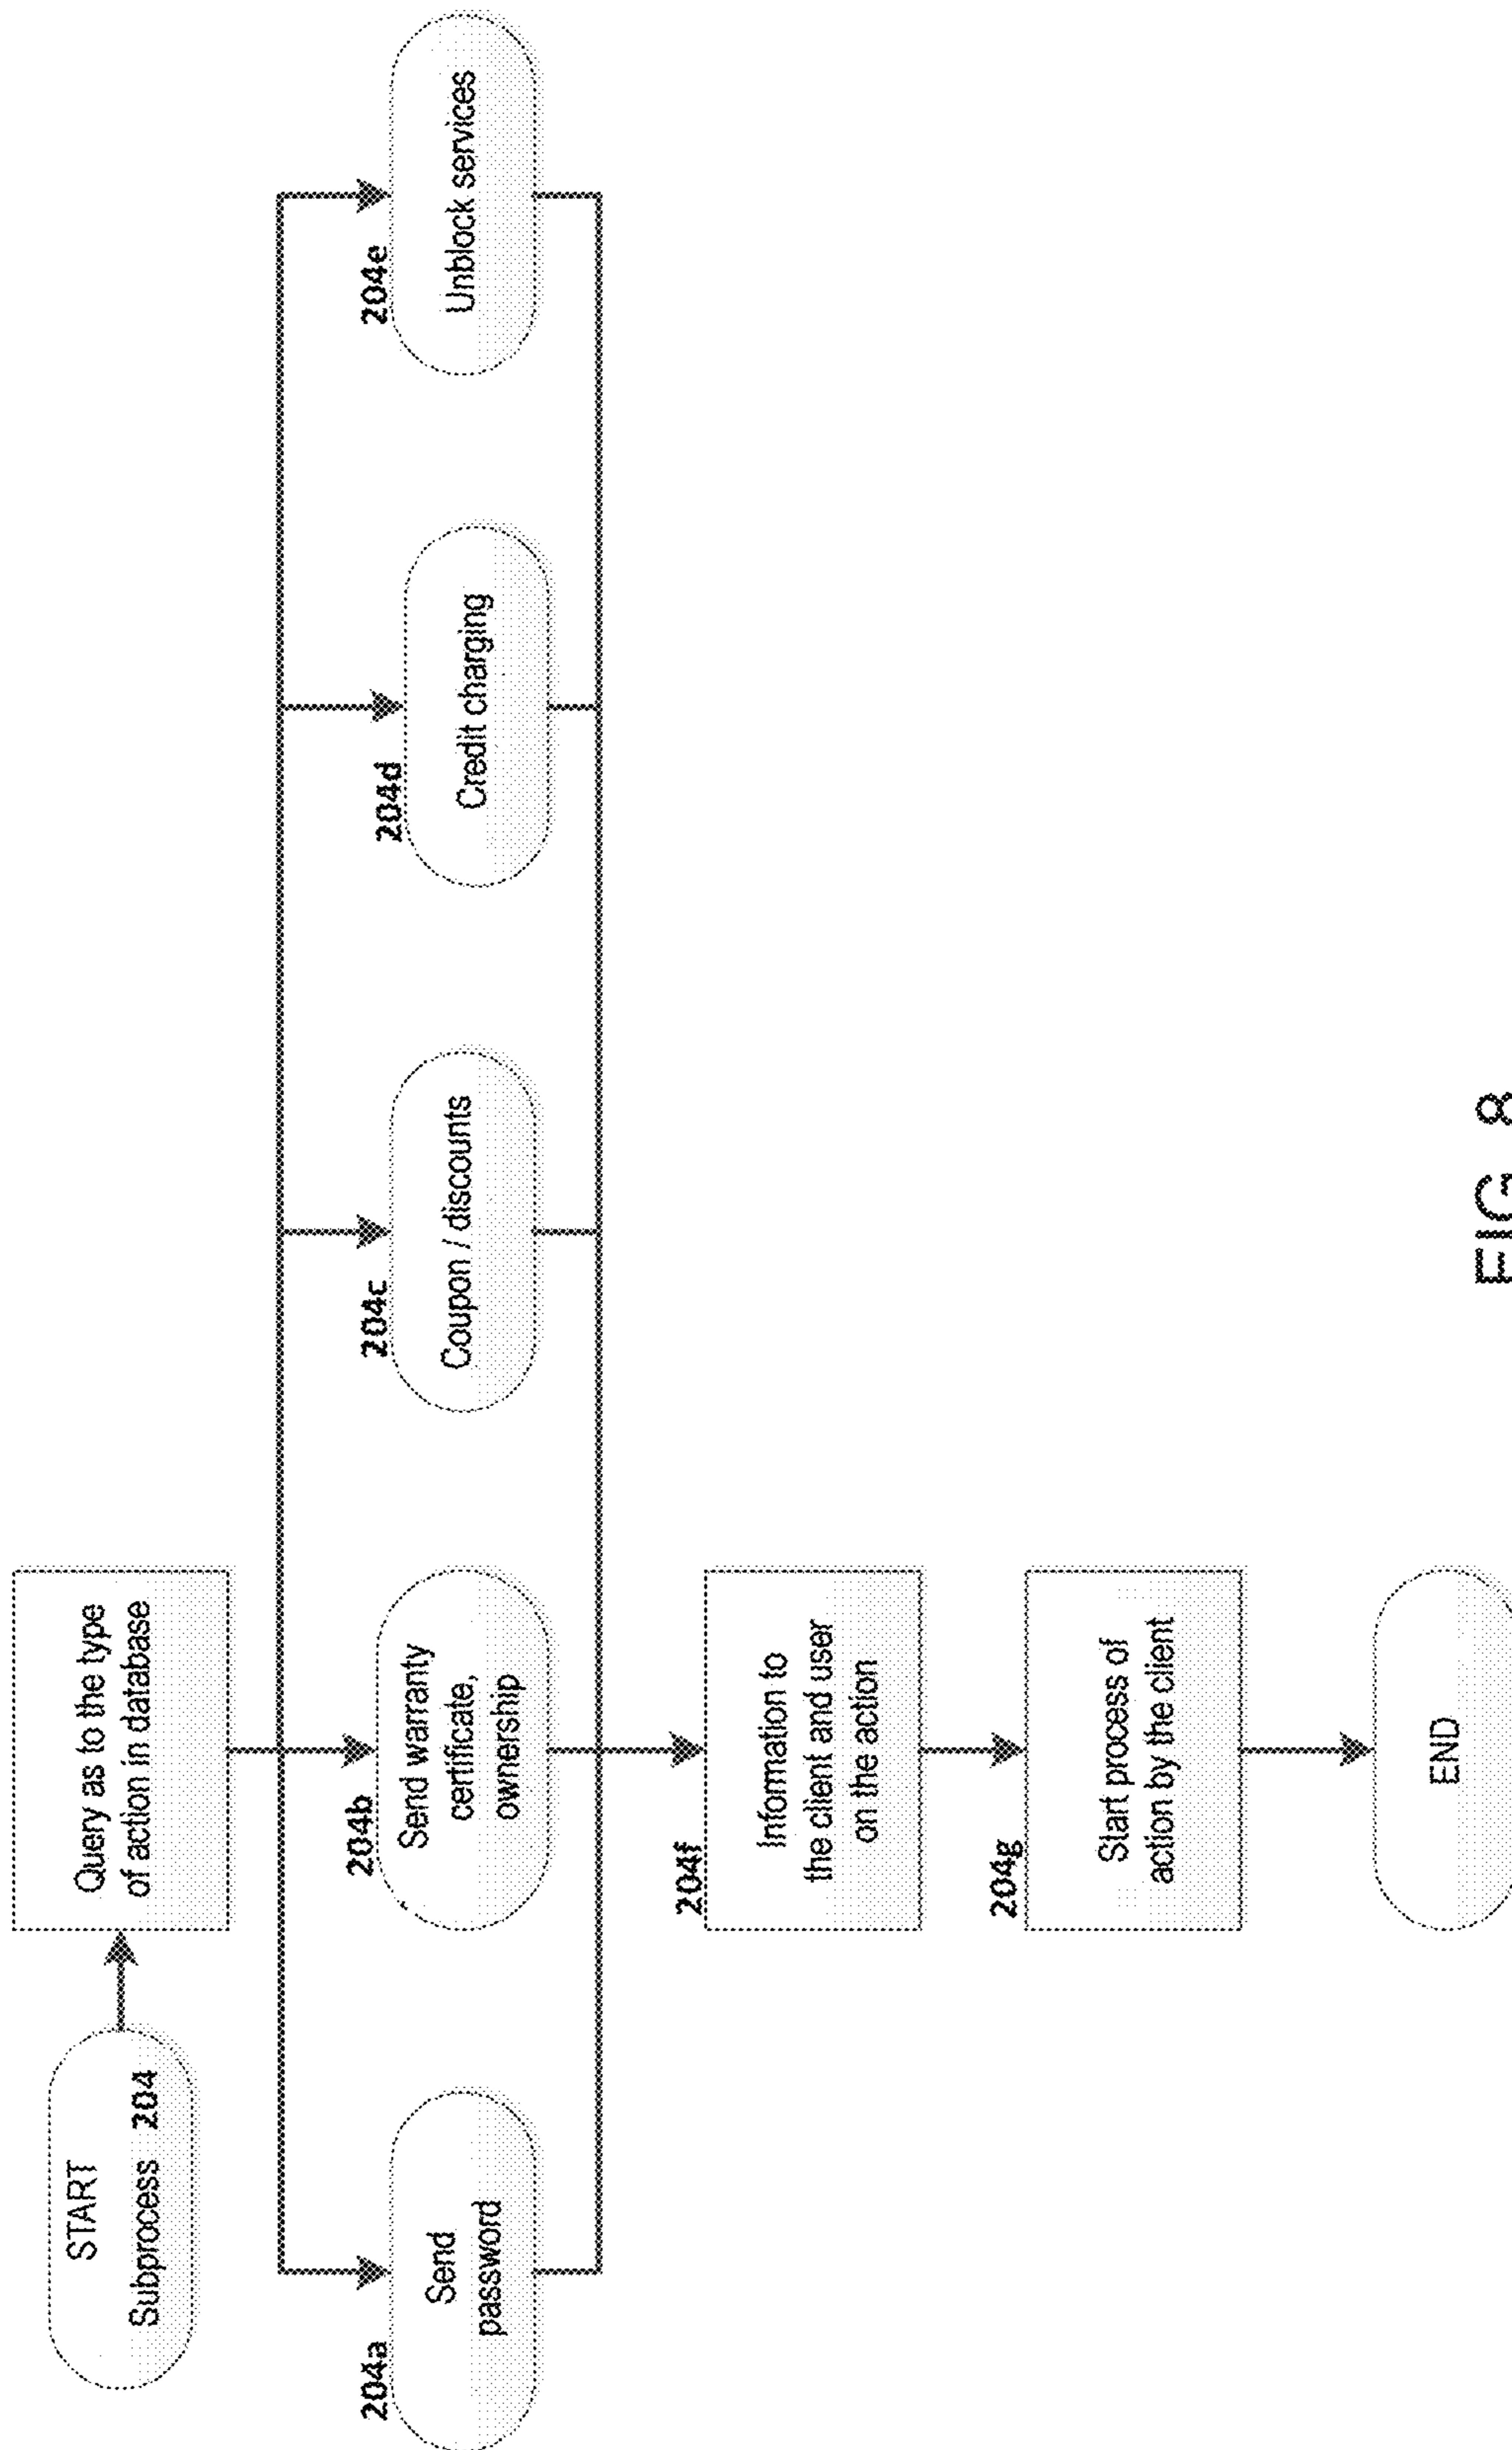 START
Subprocess 204
Query as to the type
of action in database
204a
Send
password
204b
Send warranty
certificate,
ownership
204c
Coupon / discounts
204d
Credit charging
204e
Unblock services
204f
Information to
the client and user
on the action
204g
Start process of
action by the client
END
FIG. 8